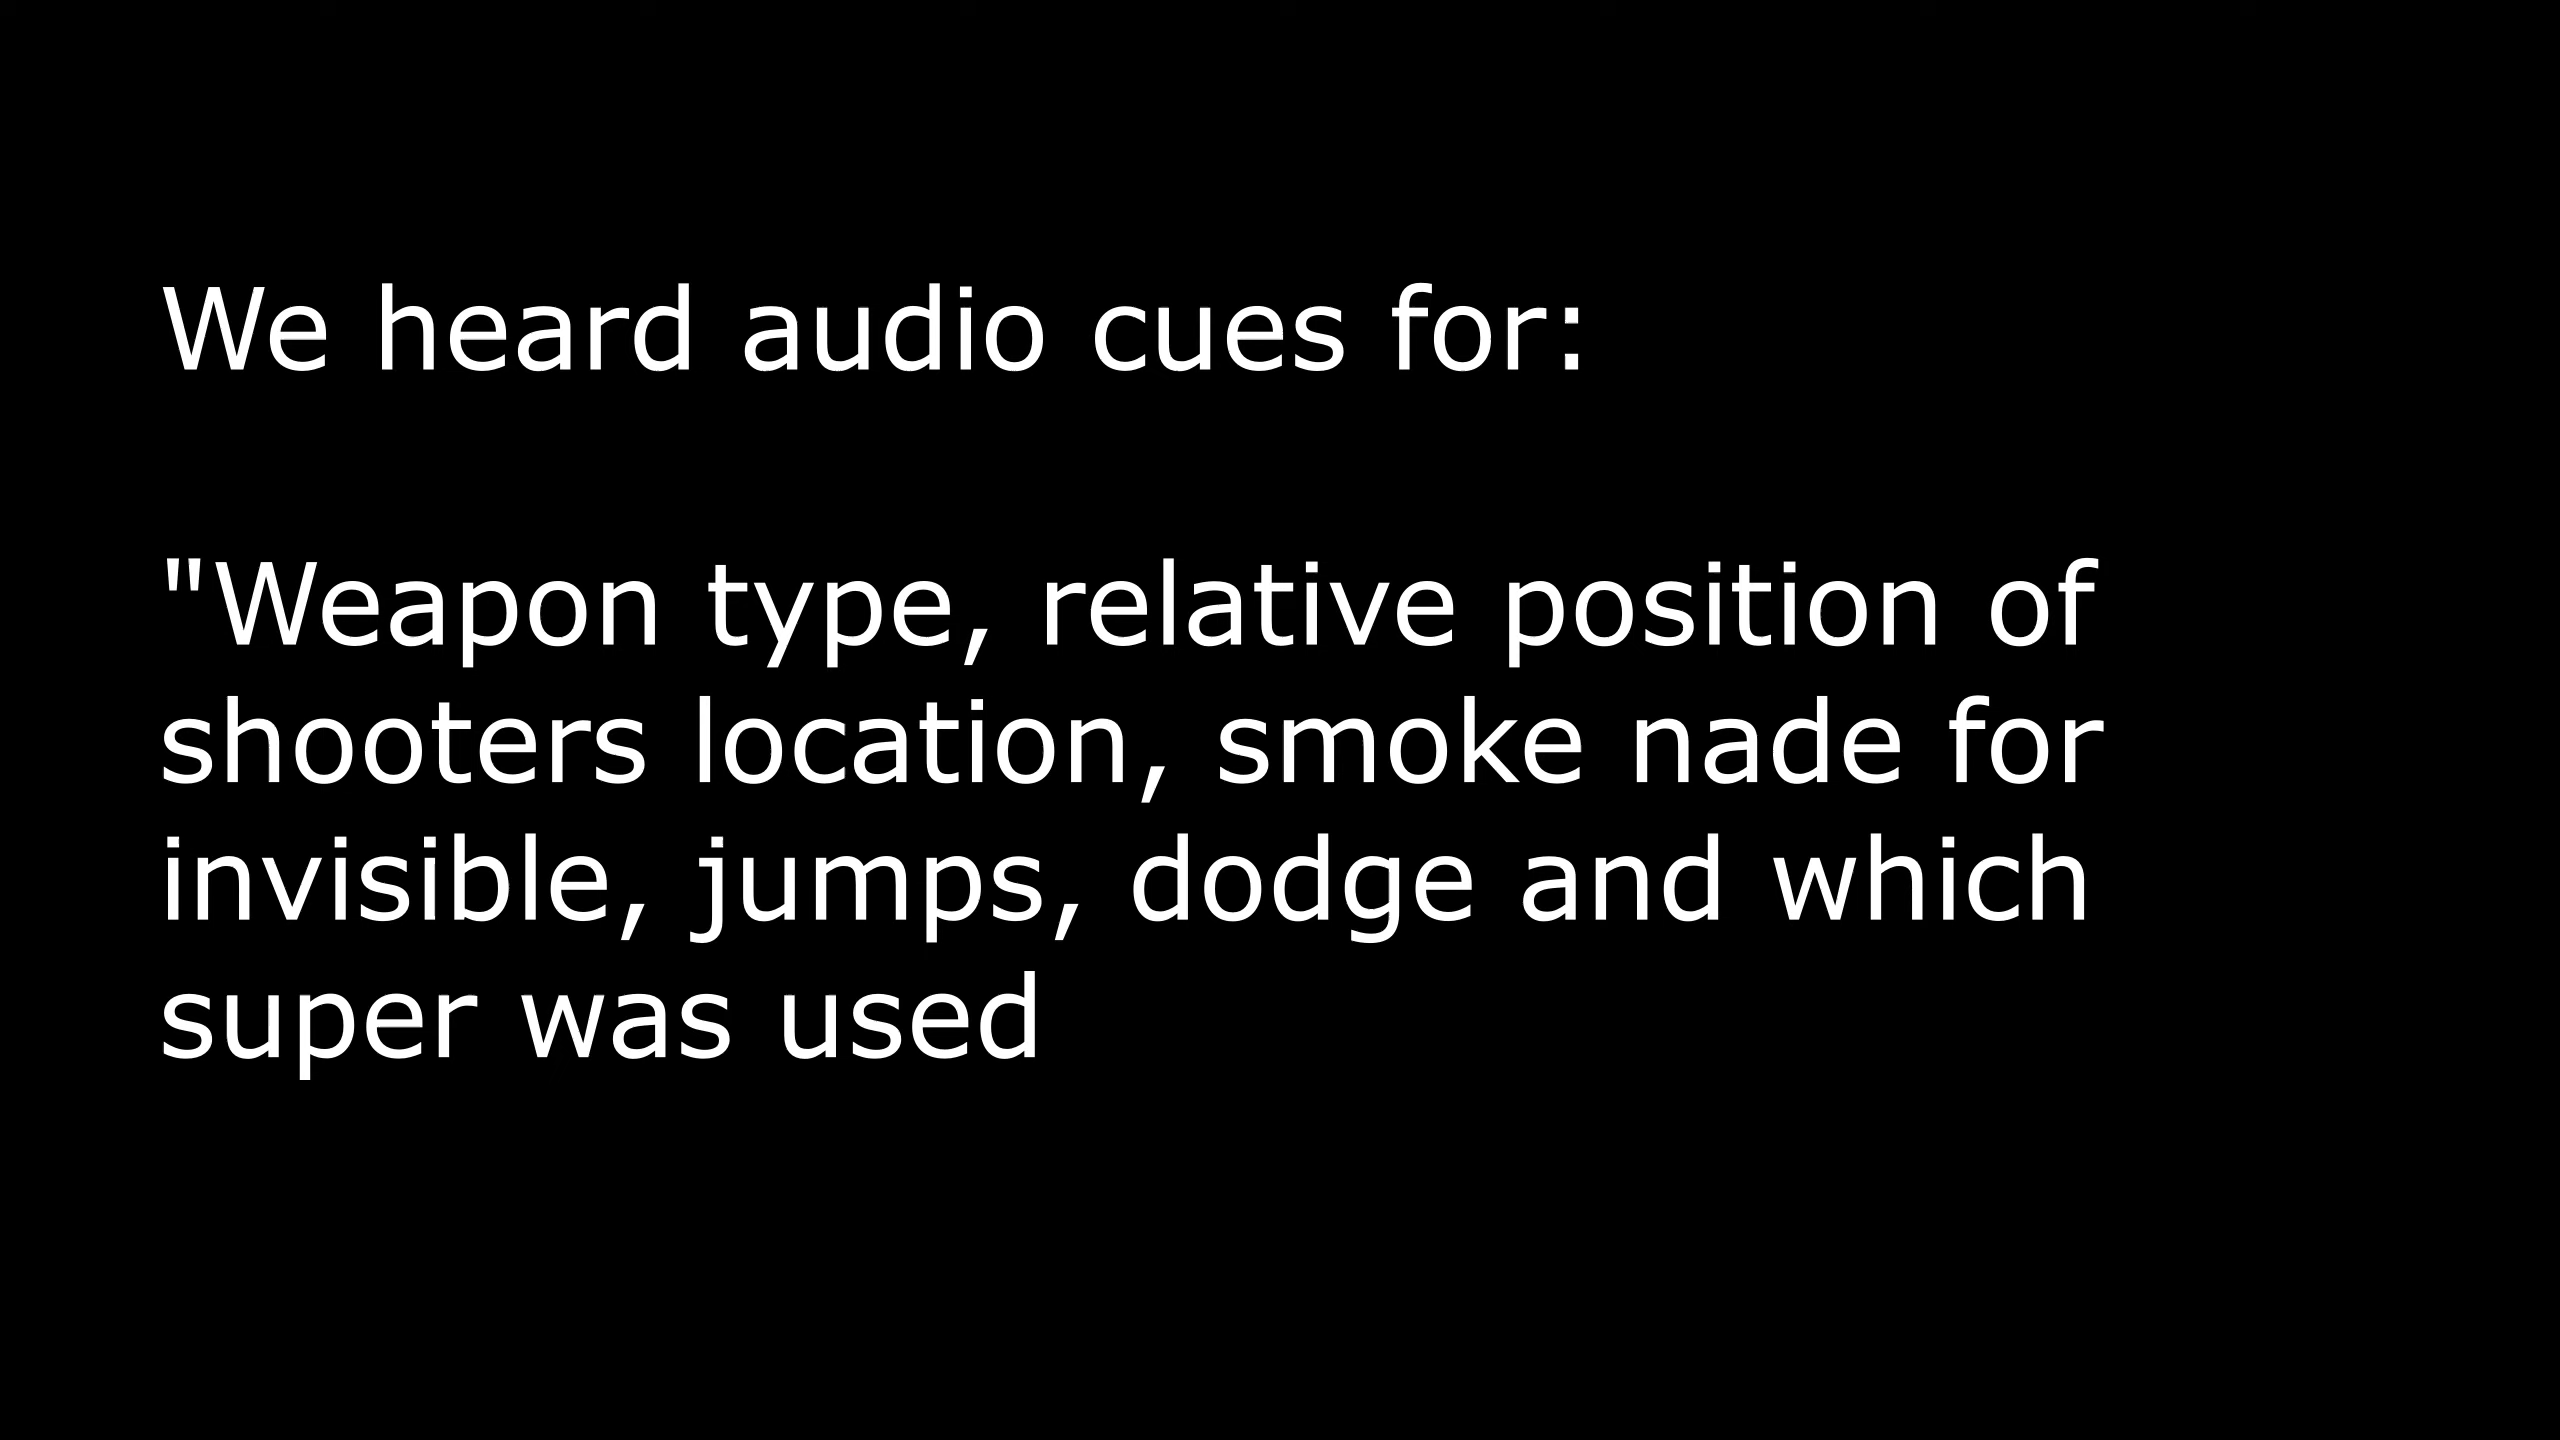 We heard audio cues for:
"Weapon type, relative position of
shooters location, smoke nade for
invisible, jumps, dodge and which
super was used